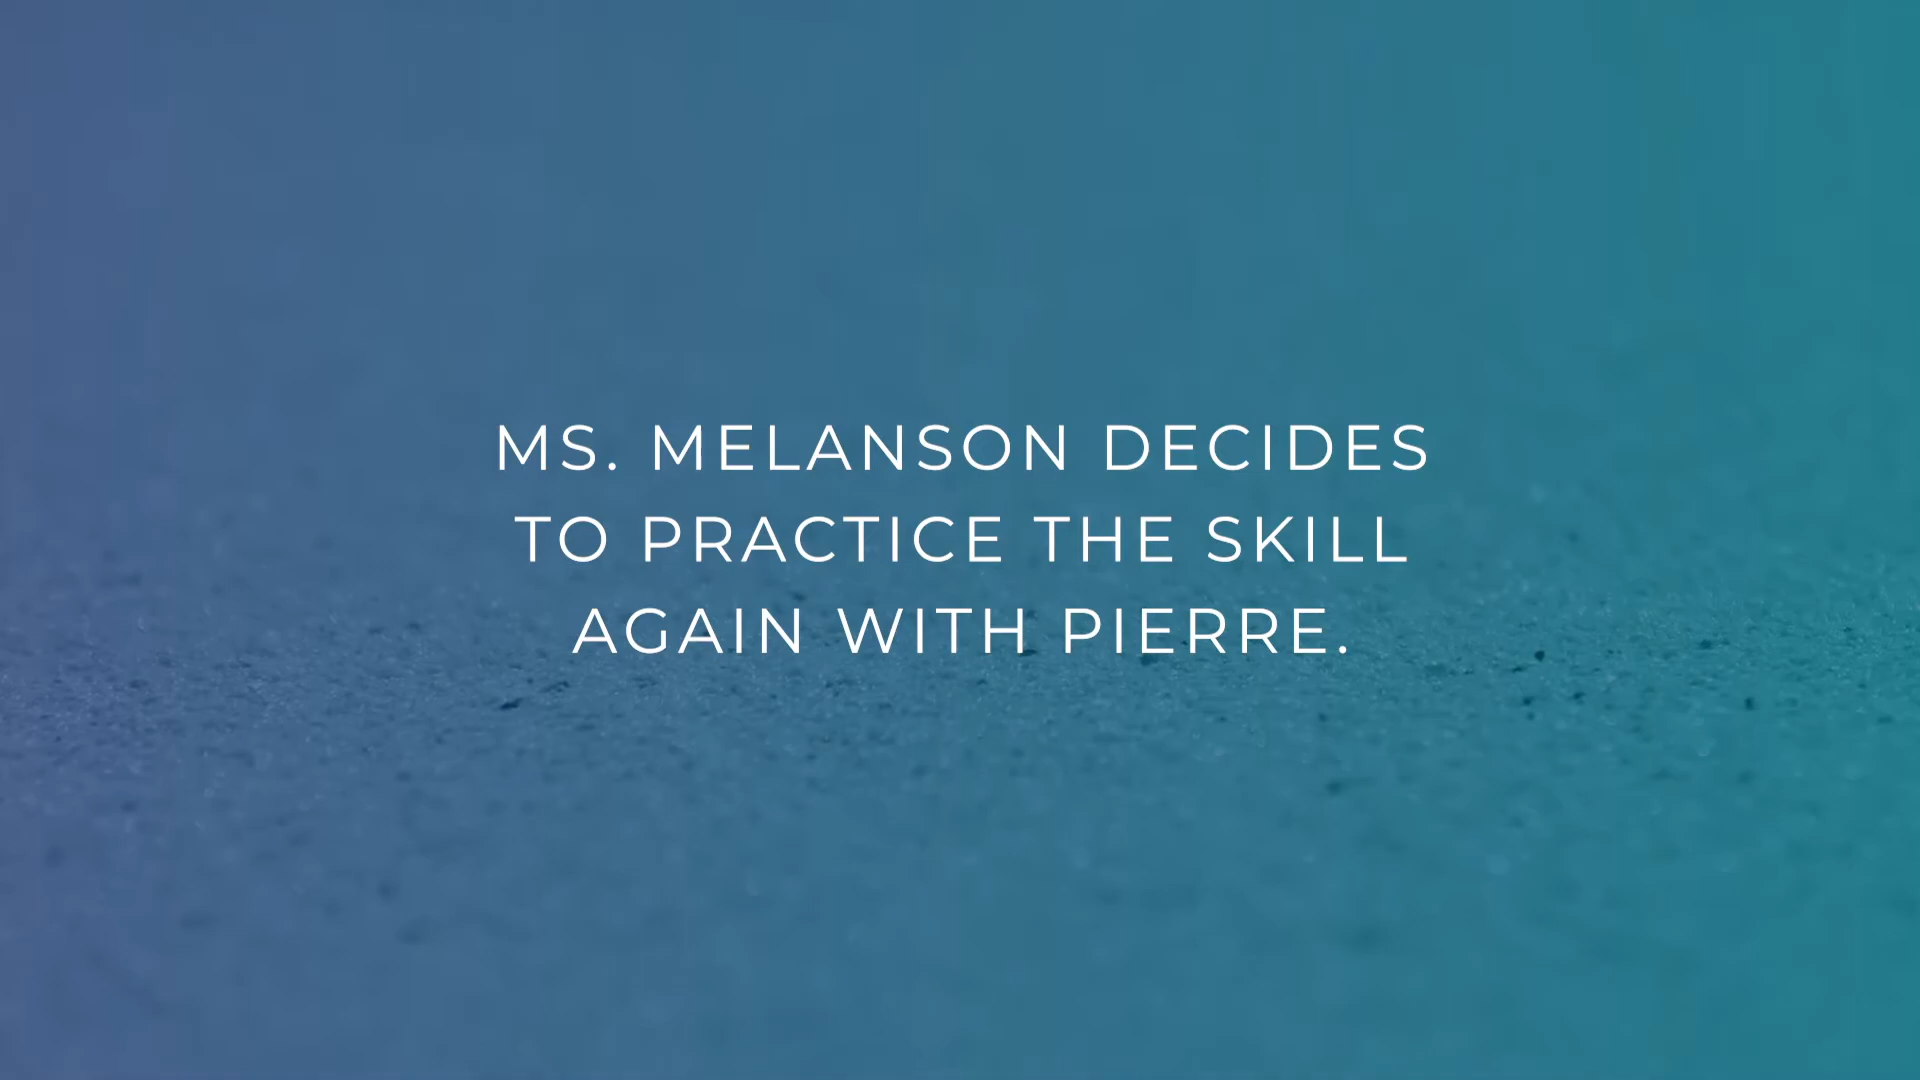 MS. MELANSON DECIDES
TO PRACTICE THE SKILL
AGAIN WITH PIERRE.